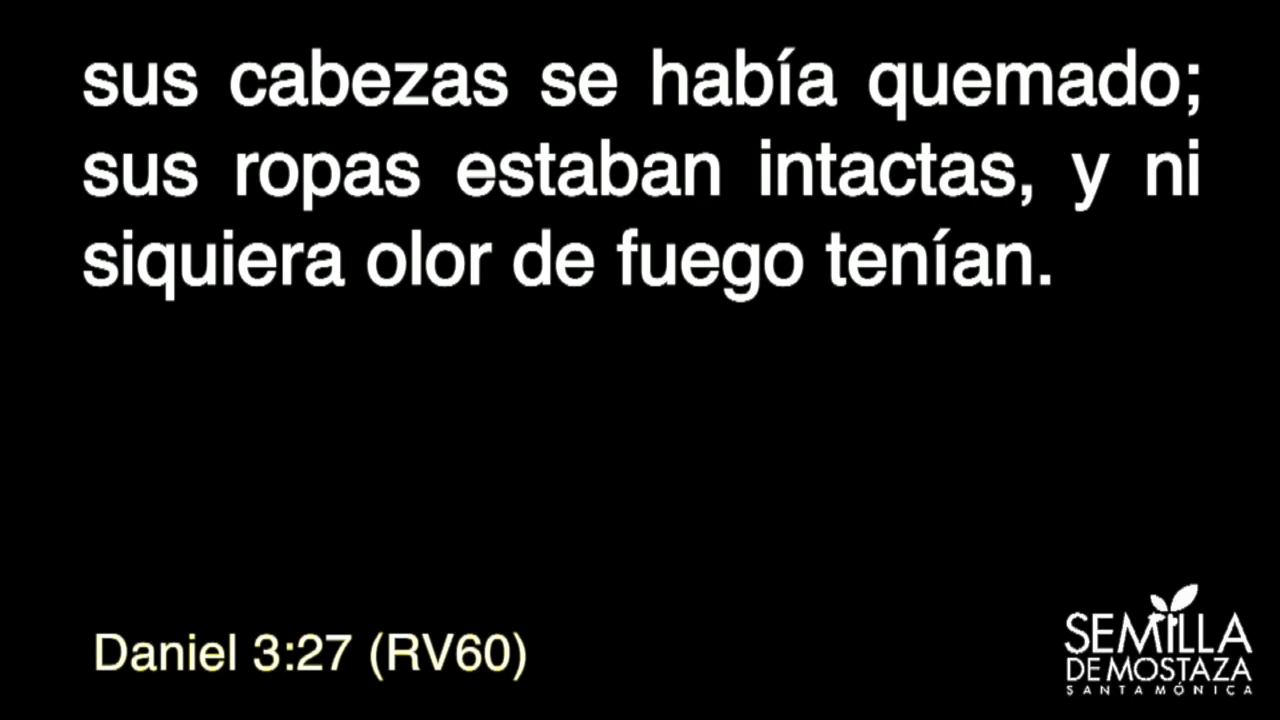 sus cabezas se había quemado;
sus ropas estaban intactas, y ni
siquiera olor de fuego tenían.
Daniel 3:27 (RV60)
SEMILLA
DE MOSTAZA
SANTA MÓNICA